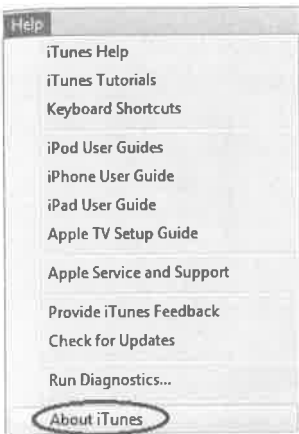 Help
iTunes Help
iTunes Tutorials
Keyboard Shortcuts
iPod User Guides
iPhone User Guide
iPad User Guide
Apple TV Setup Guide
Apple Service and Support
Provide iTunes Feedback
Check for Updates
Run Diagnostics...
About iTunes